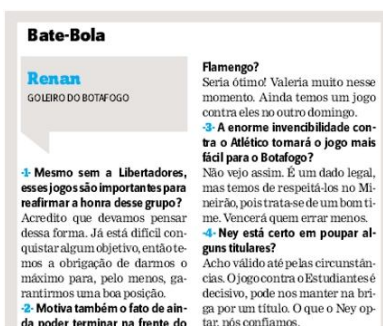 Bate-Bola
Renan
GOLEIRO DO BOTAFOGO
-1- Mesmo sem a Libertadores,
esses jogos são importantes para
reafirmar a honra desse grupo?
Acredito que devamos pensar
dessa forma. Já está difícil con-
quistar algum objetivo, então te-
mos a obrigação de darmos o
máximo para, pelo menos, ga-
rantirmos uma boa posição.
-2- Motiva também o fato de ain-
da poder terminar na frente do
Flamengo?
Seria ótimo! Valeria muito nesse
momento. Ainda temos um jogo
contra eles no outro domingo.
-3- A enorme invencibilidade con-
tra o Atlético tornará o jogo mais
fácil para o Botafogo?
Não vejo assim. É um dado legal,
mas temos de respeitá-los no Mi-
neirão, pois trata-se de um bom ti-
me. Vencerá quem errar menos.
-4- Ney está certo em poupar al-
guns titulares?
Acho válido até pelas circunstân-
cias. O jogo contra o Estudiantes é
decisivo, pode nos manter na bri-
ga por um título. O que o Ney op-
tar, nós confiamos.